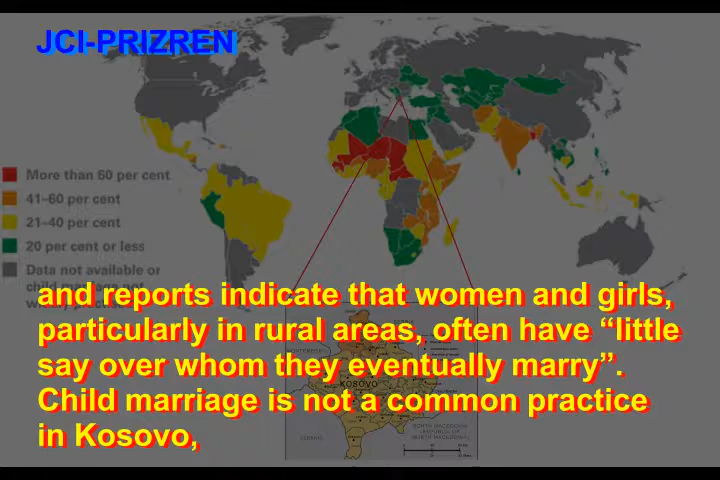 JCI-PRIZREN
More than 60 per cent
41–60 per cent
21–40 per cent
20 per cent or less
Data not available or
and reports indicate that women and girls,
particularly in rural areas, often have “little
say over whom they eventually marry”.
Child marriage is not a common practice
in Kosovo,
KOSOVO